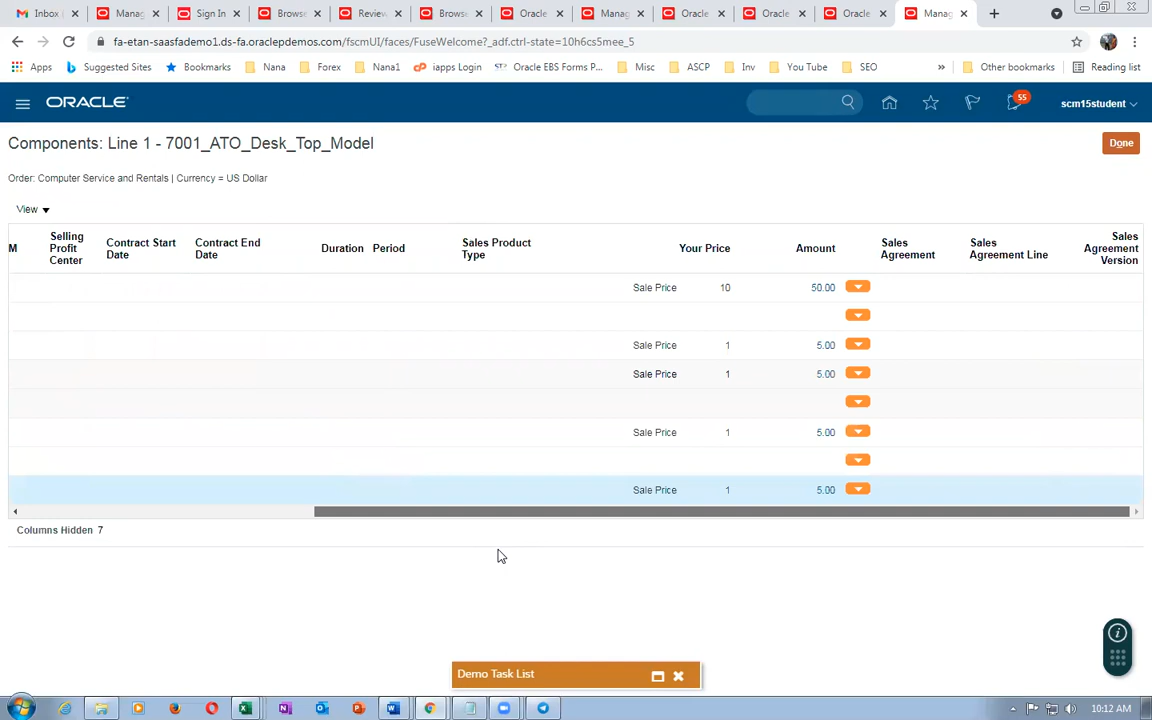 Inbox (
Manag
Sign In
Browse
Review
Browse
Oracle
Manag
Oracle
Oracle
Oracle
Manag
fa-etan-saasfademo1.ds-fa.oraclepdemos.com/fscmUI/faces/FuseWelcome?_adf.ctrl-state=10h6cs5mee_5
Apps
Suggested Sites
Bookmarks
Nana
Forex
Nana1
iapps Login
Oracle EBS Forms P...
Misc
ASCP
Inv
You Tube
SEO
»
Other bookmarks
Reading list
ORACLE
55
scm15student
Components: Line 1 - 7001_ATO_Desk_Top_Model
Done
Order: Computer Service and Rentals | Currency = US Dollar
View
M
Selling Profit Center
Contract Start Date
Contract End Date
Duration
Period
Sales Product Type
Your Price
Amount
Sales Agreement
Sales Agreement Line
Sales Agreement Version
Sale Price 10 50.00
Sale Price 1 5.00
Sale Price 1 5.00
Sale Price 1 5.00
Sale Price 1 5.00
Columns Hidden 7
Demo Task List
10:12 AM